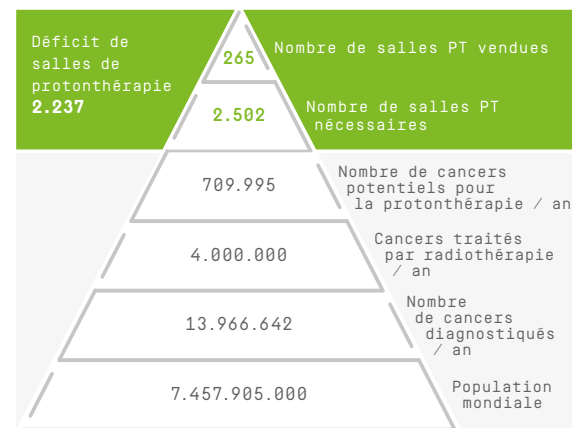 Déficit de
salles de
protonthérapie
2.237
265
Nombre de salles PT vendues
2.502
Nombre de salles PT
nécessaires
709.995
Nombre de cancers
potentiels pour
la protonthérapie / an
4.000.000
Cancers traités
par radiothérapie
/ an
13.966.642
Nombre
de cancers
diagnostiqués
/ an
7.457.905.000
Population
mondiale